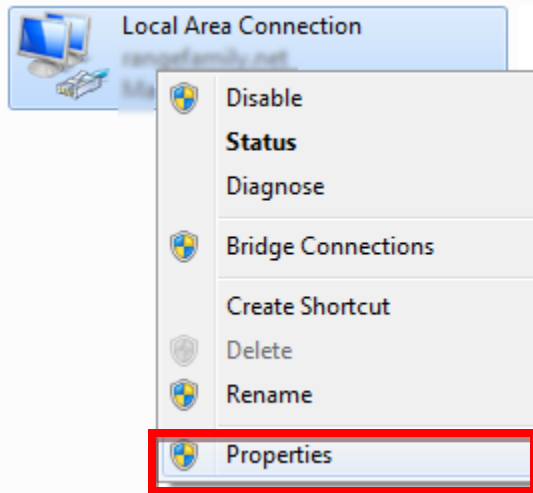 Local Area Connection
Disable
Status
Diagnose
Bridge Connections
Create Shortcut
Delete
Rename
Properties